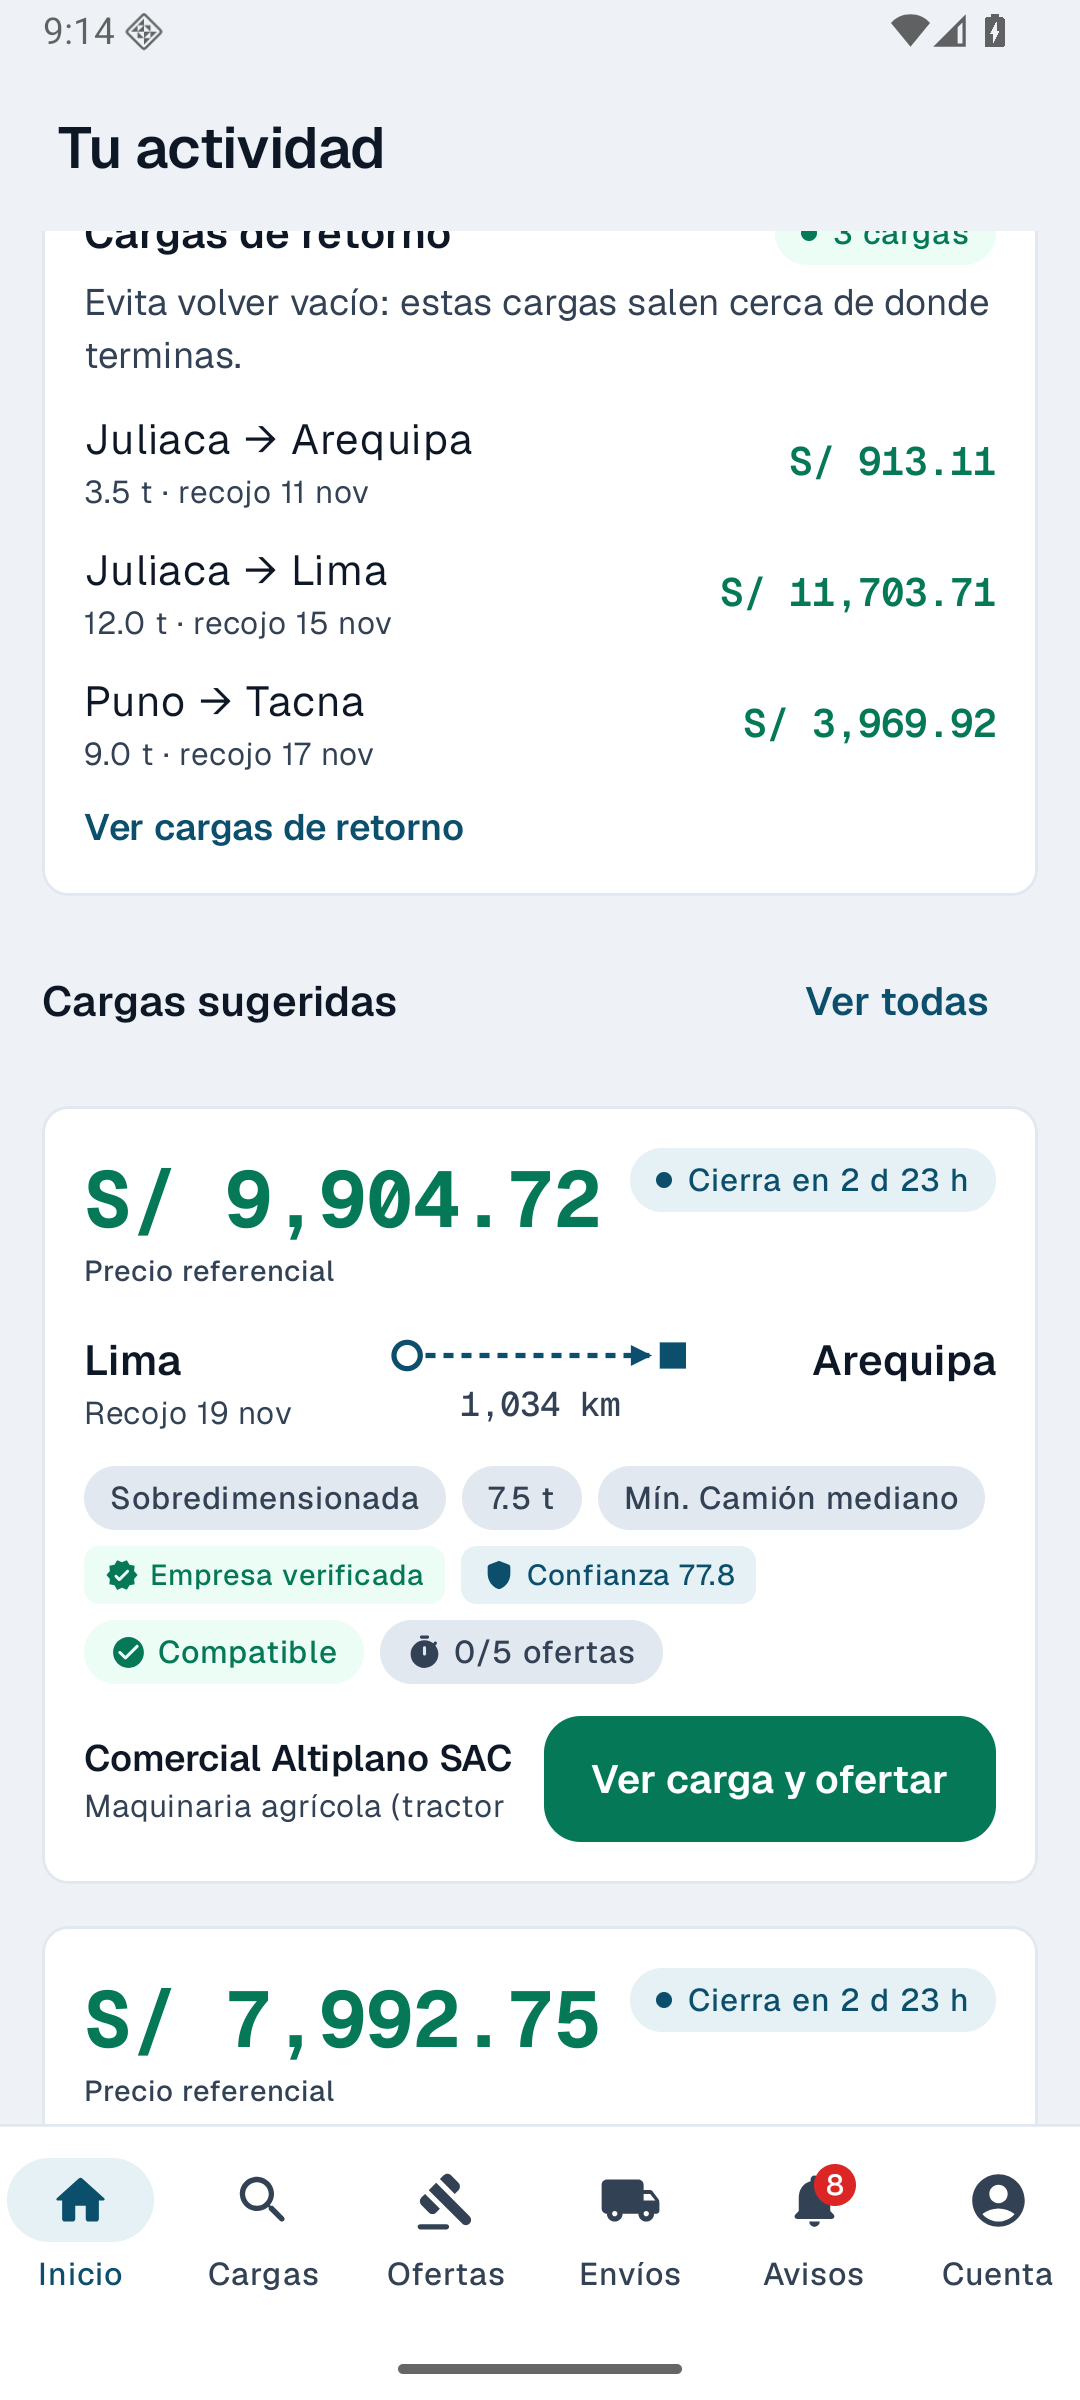 9:14
Tu actividad
Cargas de retorno
3 cargas
Evita volver vacío: estas cargas salen cerca de donde
terminas.
Juliaca → Arequipa
S/ 913.11
3.5 t · recojo 11 nov
Juliaca → Lima
S/ 11,703.71
12.0 t · recojo 15 nov
Puno → Tacna
S/ 3,969.92
9.0 t · recojo 17 nov
Ver cargas de retorno
Cargas sugeridas
Ver todas
S/ 9,904.72
Cierra en 2 d 23 h
Precio referencial
Lima
Arequipa
Recojo 19 nov
1,034 km
Sobredimensionada
7.5 t
Mín. Camión mediano
Empresa verificada
Confianza 77.8
Compatible
0/5 ofertas
Comercial Altiplano SAC
Maquinaria agrícola (tractor
Ver carga y ofertar
S/ 7,992.75
Cierra en 2 d 23 h
Precio referencial
8
Inicio
Cargas
Ofertas
Envíos
Avisos
Cuenta